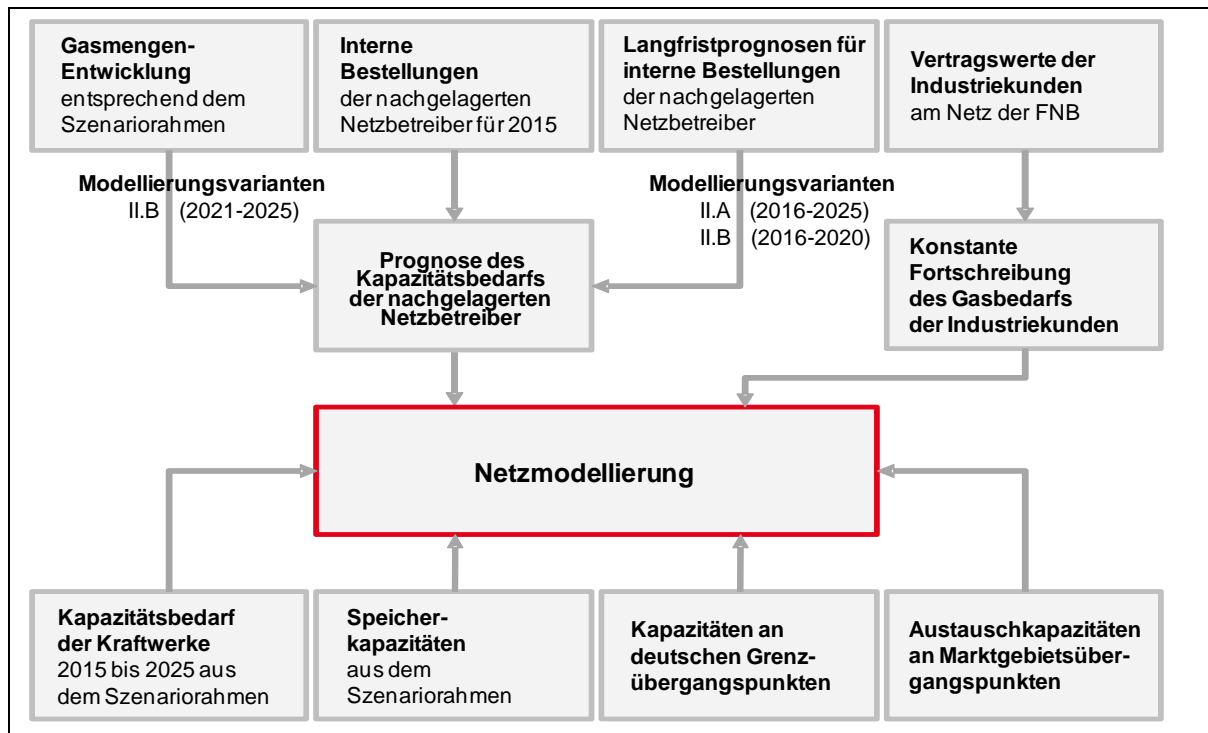 Gasmengen-
Entwicklung
entsprechend dem
Szenariorahmen
Interne
Bestellungen
der nachgelagerten
Netzbetreiber für 2015
Langfristprognosen für
interne Bestellungen
der nachgelagerten
Netzbetreiber
Vertragswerte der
Industriekunden
am Netz der FNB
Modellierungsvarianten
II.B (2021-2025)
Modellierungsvarianten
II.A (2016-2025)
II.B (2016-2020)
Prognose des
Kapazitätsbedarfs
der nachgelagerten
Netzbetreiber
Konstante
Fortschreibung
des Gasbedarfs
der Industriekunden
Netzmodellierung
Kapazitätsbedarf
der Kraftwerke
2015 bis 2025 aus
dem Szenariorahmen
Speicher-
kapazitäten
aus dem
Szenariorahmen
Kapazitäten an
deutschen Grenz-
übergangspunkten
Austauschkapazitäten
an Marktgebietsüber-
gangspunkten